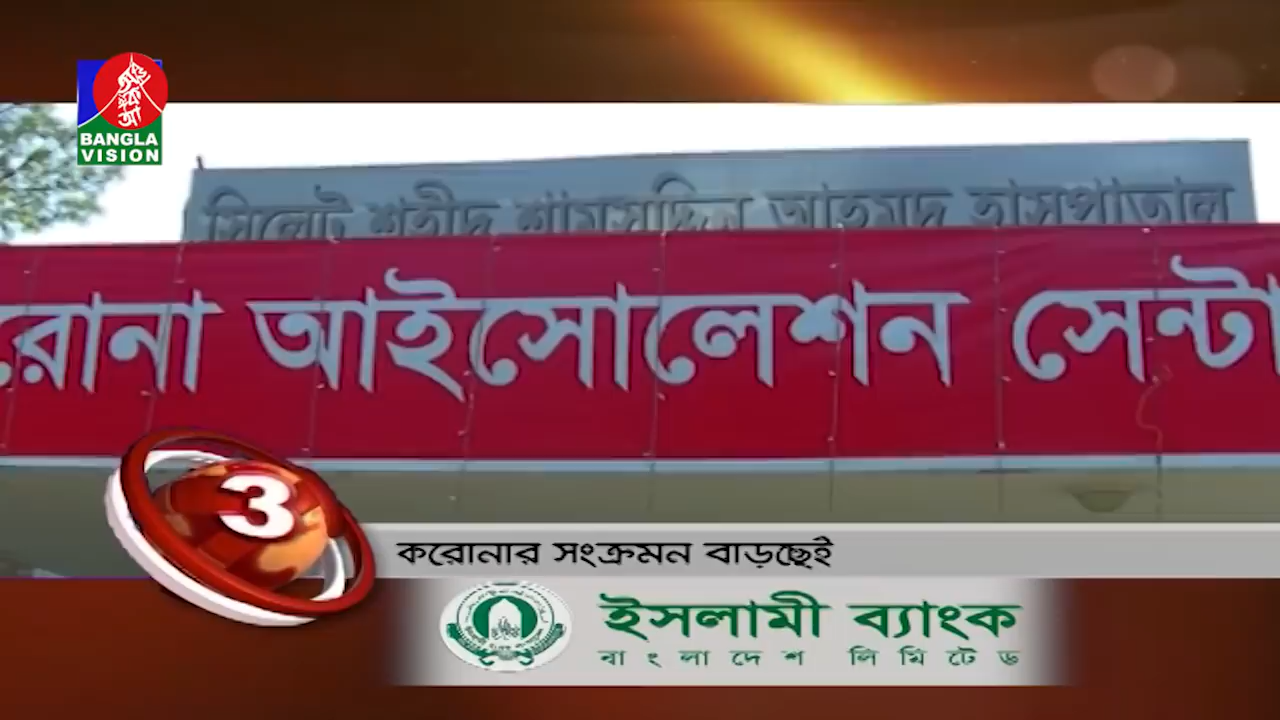 BANGLA
VISION
সিলেট শহীদ শামসুদ্দিন আহমদ হাসপাতাল
রোনা আইসোলেশন সেন্টা
3
করোনার সংক্রমন বাড়ছেই
ইসলামী ব্যাংক
বাংলাদেশ লিমিটেড